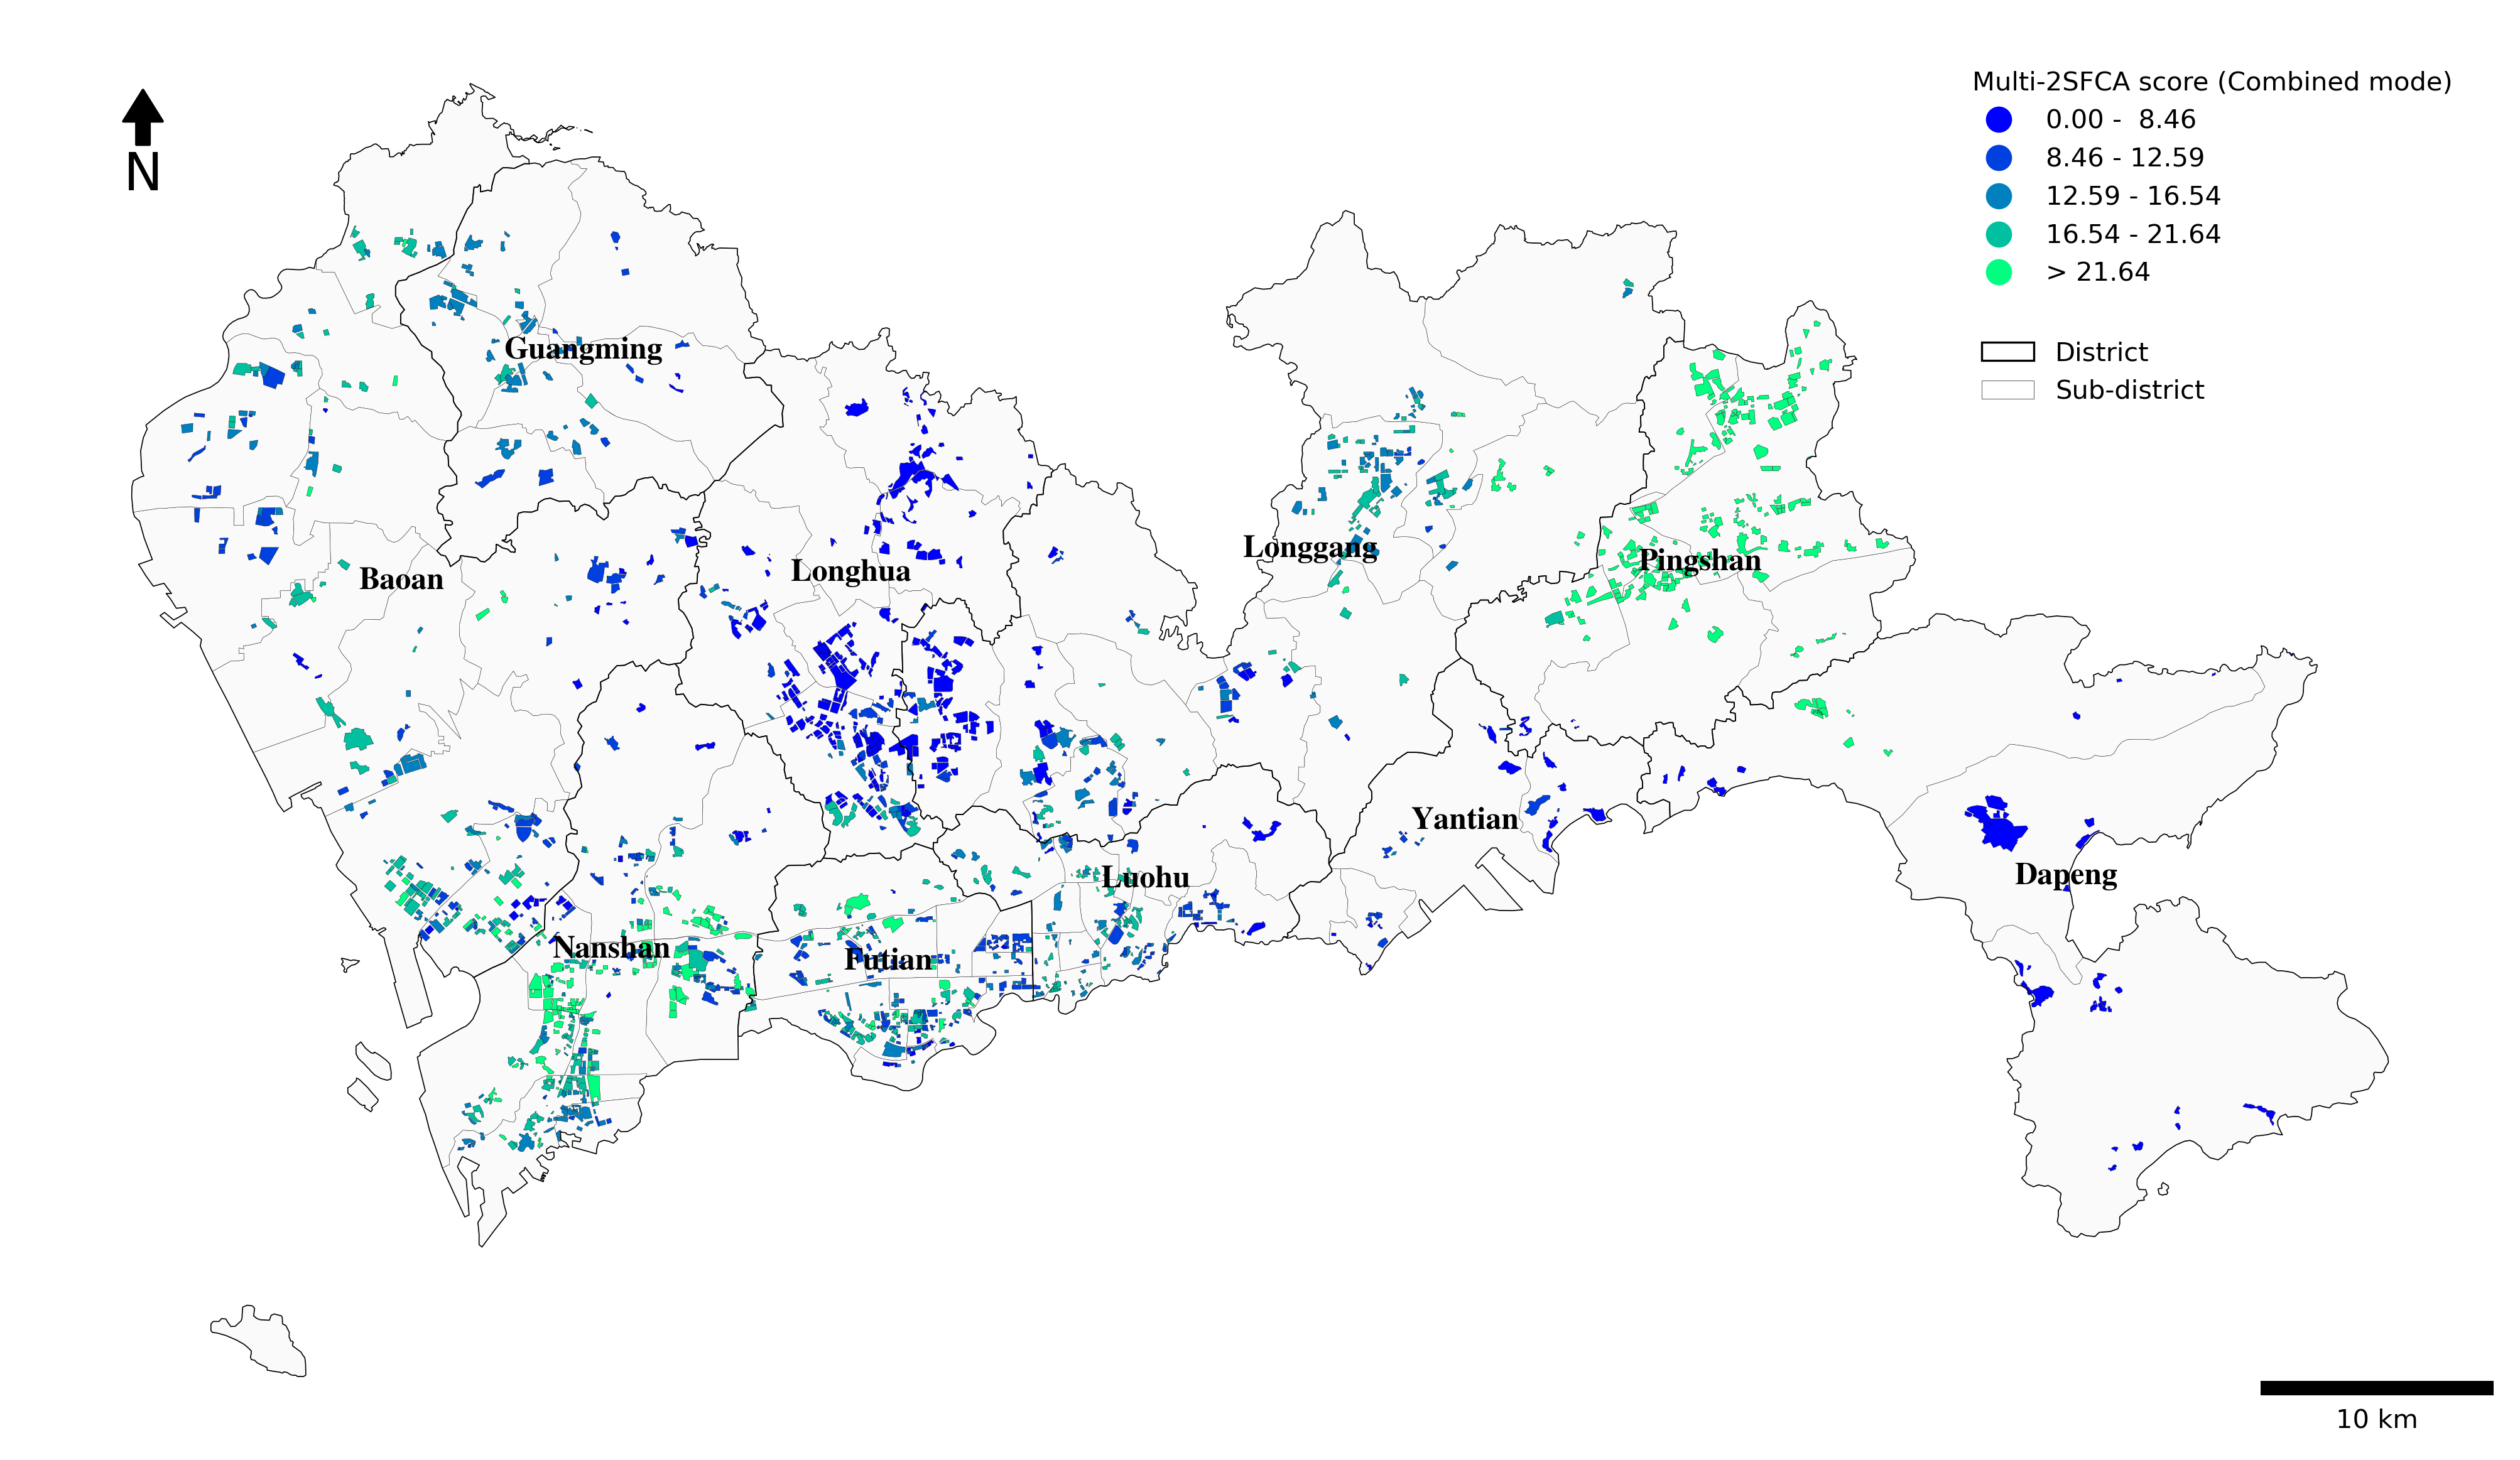 Multi-2SFCA score (Combined mode)
0.00 -  8.46
8.46 - 12.59
12.59 - 16.54
16.54 - 21.64
> 21.64
District
Sub-district
N
Guangming
Baoan
Longhua
Longgang
Pingshan
Yantian
Luohu
Dapeng
Nanshan
Futian
10 km